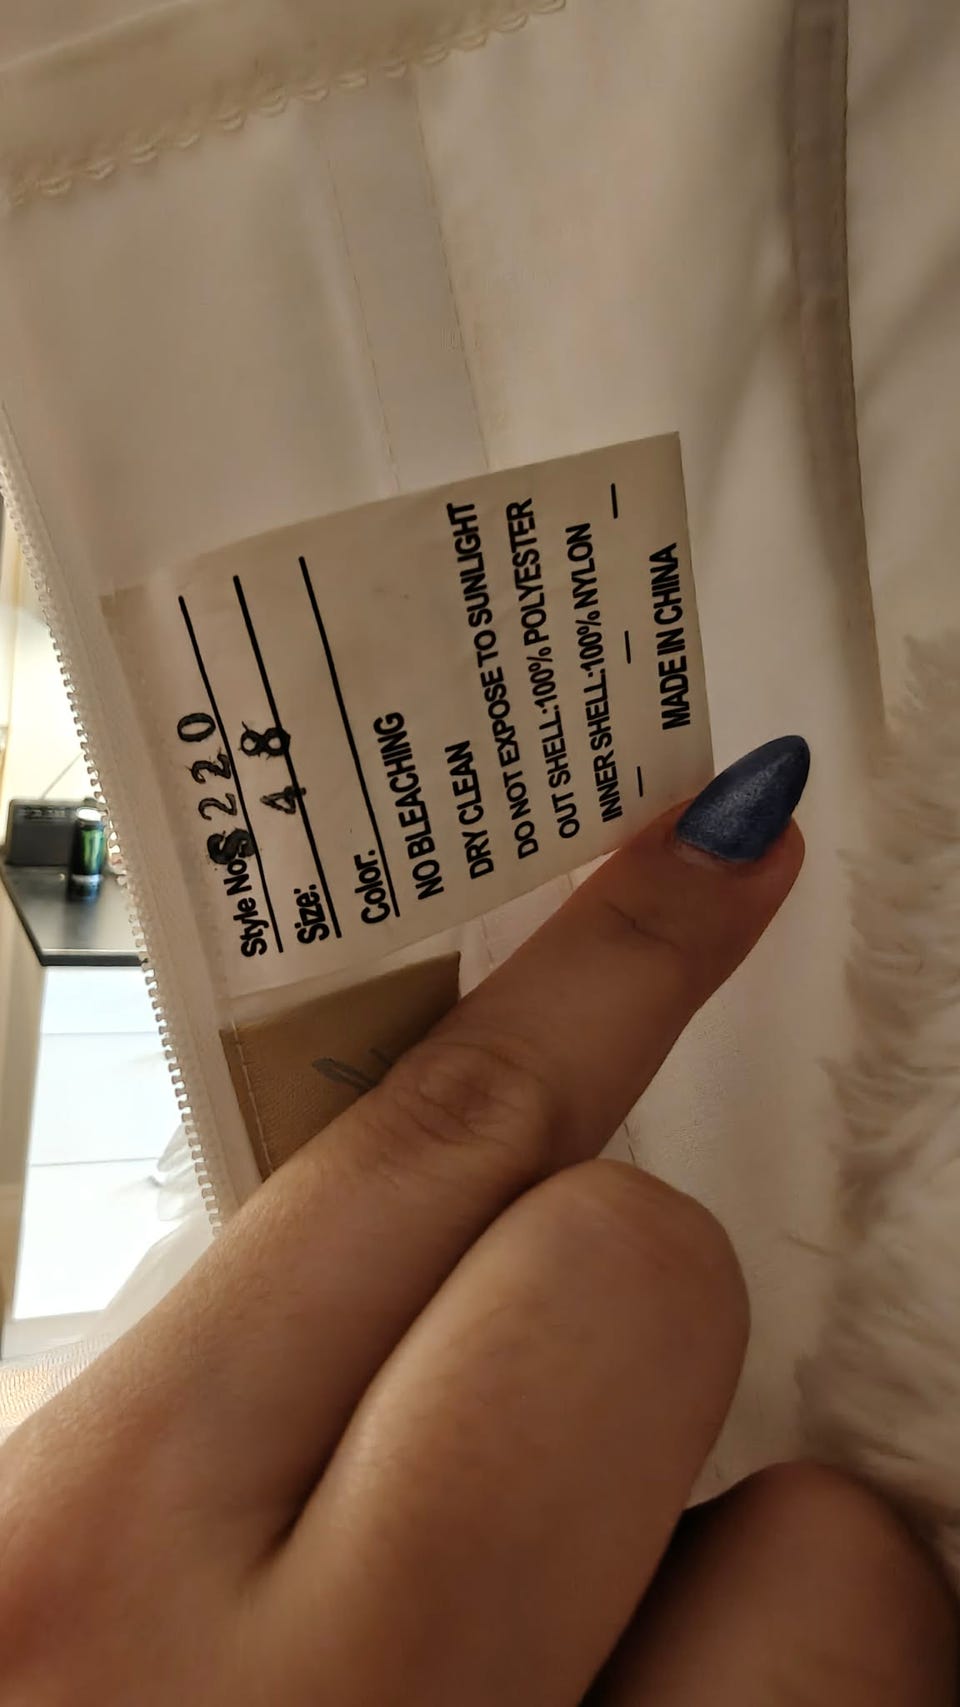 Style No: S220
Size: 48
Color.
NO BLEACHING
DRY CLEAN
DO NOT EXPOSE TO SUNLIGHT
OUT SHELL:100% POLYESTER
INNER SHELL:100% NYLON
— — —
MADE IN CHINA